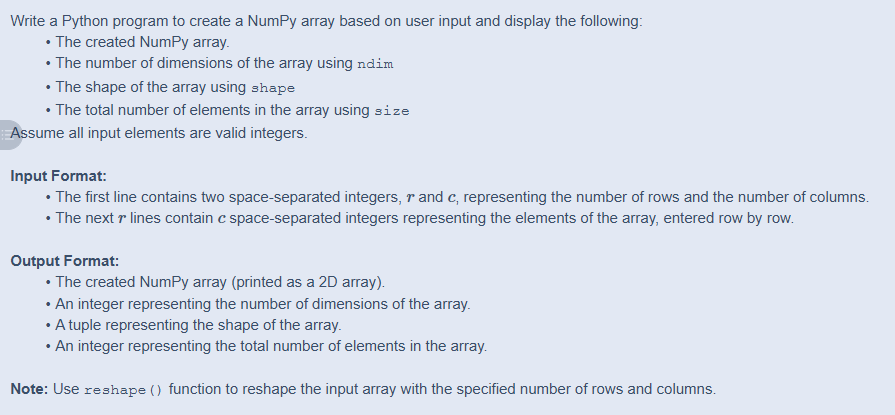 Write a Python program to create a NumPy array based on user input and display the following:
• The created NumPy array.
• The number of dimensions of the array using ndim
• The shape of the array using shape
• The total number of elements in the array using size
Assume all input elements are valid integers.
Input Format:
• The first line contains two space-separated integers, r and c, representing the number of rows and the number of columns.
• The next r lines contain c space-separated integers representing the elements of the array, entered row by row.
Output Format:
• The created NumPy array (printed as a 2D array).
• An integer representing the number of dimensions of the array.
• A tuple representing the shape of the array.
• An integer representing the total number of elements in the array.
Note: Use reshape() function to reshape the input array with the specified number of rows and columns.